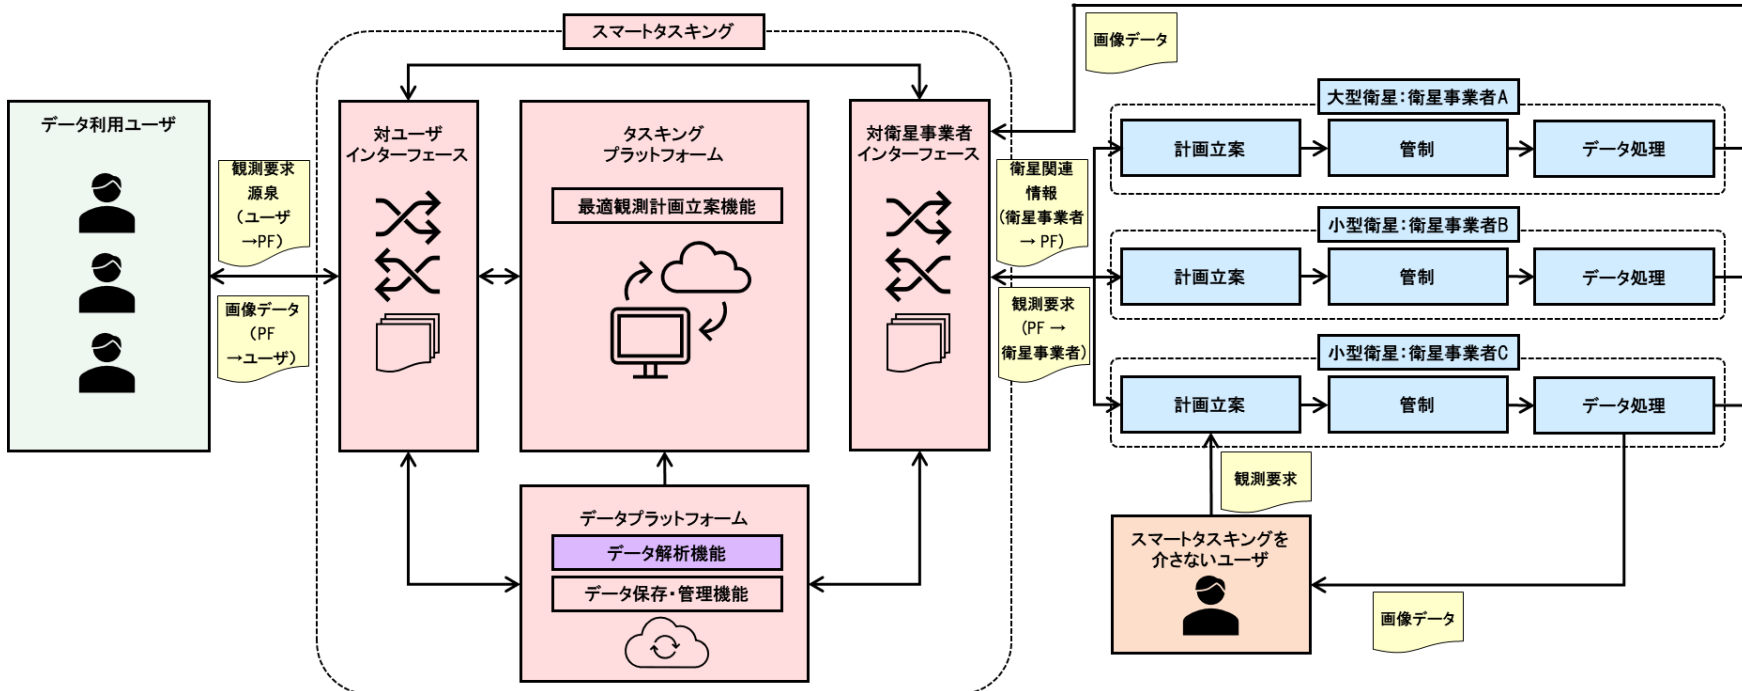 スマートタスキング
データ利用ユーザ
観測要求
源泉
(ユーザ
→PF)
画像データ
(PF
→ユーザ)
対ユーザ
インターフェース
タスキング
プラットフォーム
最適観測計画立案機能
対衛星事業者
インターフェース
データプラットフォーム
データ解析機能
データ保存・管理機能
画像データ
衛星関連
情報
(衛星事業者
→ PF)
観測要求
(PF →
衛星事業者)
大型衛星:衛星事業者A
計画立案
管制
データ処理
小型衛星:衛星事業者B
計画立案
管制
データ処理
小型衛星:衛星事業者C
計画立案
管制
データ処理
観測要求
スマートタスキングを
介さないユーザ
画像データ